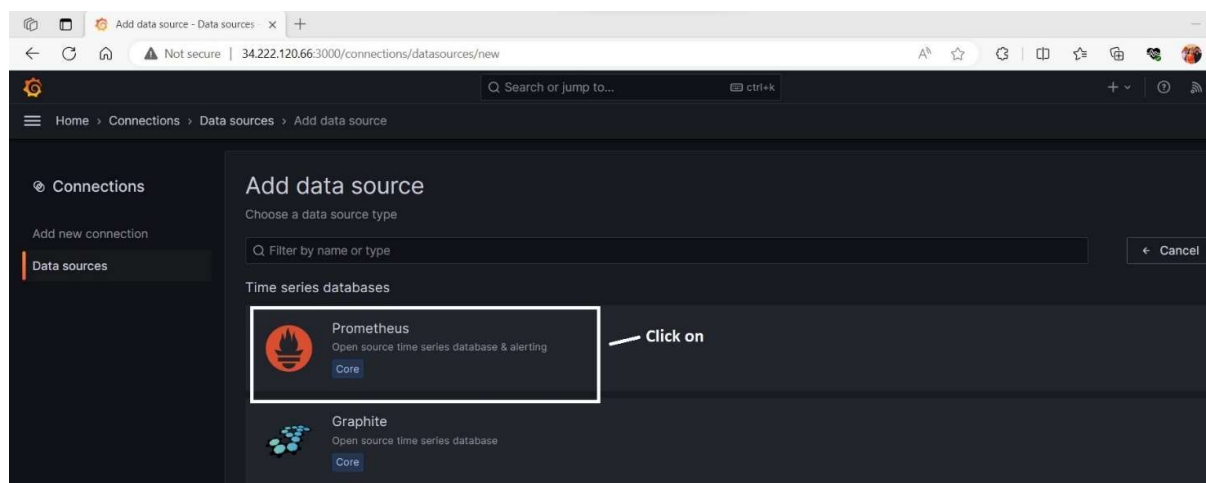 Add data source - Data sources -
Not secure | 34.222.120.66:3000/connections/datasources/new
Search or jump to... ctrl+k
Home > Connections > Data sources > Add data source
Connections
Add new connection
Data sources
Add data source
Choose a data source type
Filter by name or type
Cancel
Time series databases
Prometheus
Open source time series database & alerting
Core
Click on
Graphite
Open source time series database
Core